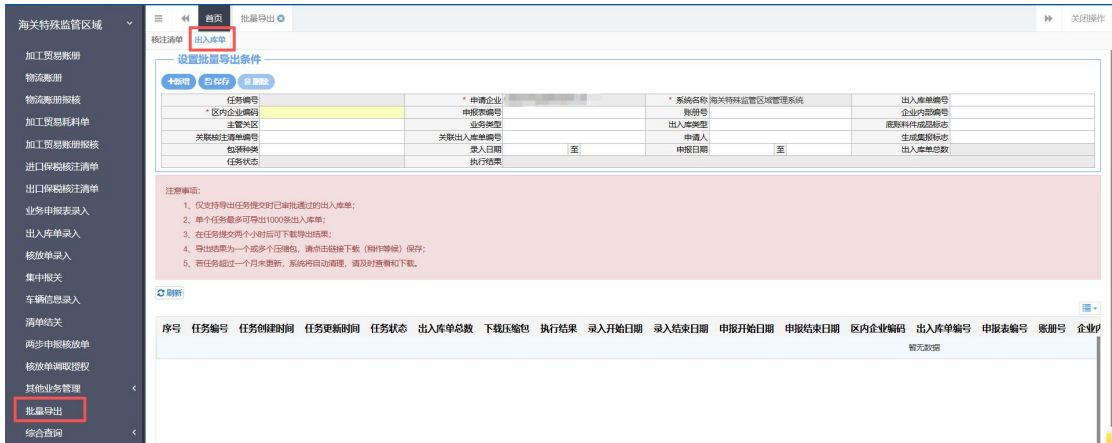 海关特殊监管区域
加工贸易账册
物流账册
物流账册报核
加工贸易耗料单
加工贸易账册报核
进口保税核注清单
出口保税核注清单
业务申报表录入
出入库单录入
核放单录入
集中报关
车辆信息录入
清单结关
两步申报核放单
核放单调取授权
其他业务管理
批量导出
综合查询
首页 批量导出 关闭操作
核注清单 出入库单
设置批量导出条件
+新增 保存 删除
任务编号 * 申请企业 * 系统名称 海关特殊监管区域管理系统 出入库单编号
* 区内企业编码 申报表编号 账册号 企业内部编号
主管关区 业务类型 出入库类型 底账料件成品标志
关联核注清单编号 关联出入库单编号 申请人 生成集报标志
包装种类 录入日期 至 申报日期 至 出入库单总数
任务状态 执行结果
注意事项：
1、仅支持导出任务提交时已审批通过的出入库单；
2、单个任务最多可导出1000条出入库单；
3、在任务提交两个小时后可下载导出结果；
4、导出结果为一个或多个压缩包，请点击链接下载（稍作等候）保存；
5、若任务超过一个月未更新，系统将自动清理，请及时查看和下载。
刷新
序号 任务编号 任务创建时间 任务更新时间 任务状态 出入库单总数 下载压缩包 执行结果 录入开始日期 录入结束日期 申报开始日期 申报结束日期 区内企业编码 出入库单编号 申报表编号 账册号 企业内
暂无数据